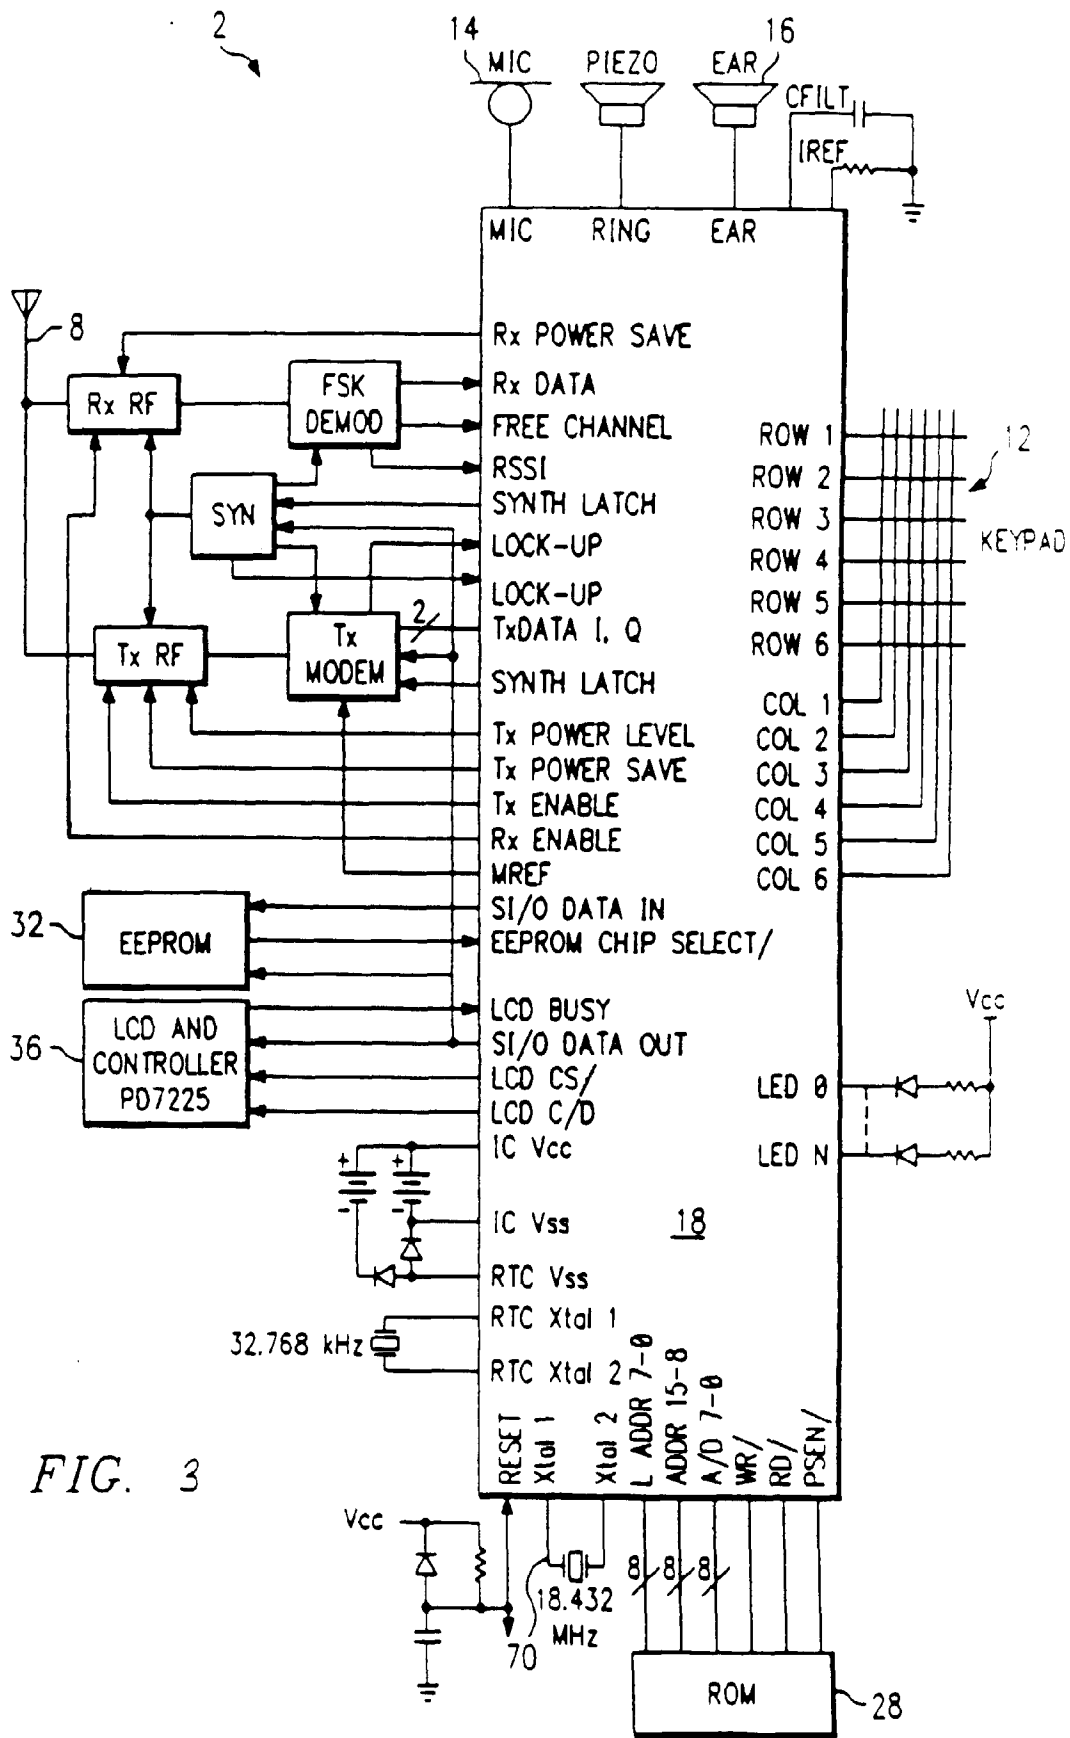 2
14
16
MIC
PIEZO
EAR
CFILT
IREF
MIC
RING
EAR
8
Rx POWER SAVE
Rx RF
FSK
DEMOD
Rx DATA
FREE CHANNEL
RSSI
SYN
SYNTH LATCH
LOCK-UP
LOCK-UP
2
TxDATA I, Q
Tx RF
Tx
MODEM
SYNTH LATCH
Tx POWER LEVEL
Tx POWER SAVE
Tx ENABLE
Rx ENABLE
MREF
ROW 1
ROW 2
ROW 3
ROW 4
ROW 5
ROW 6
12
KEYPAD
COL 1
COL 2
COL 3
COL 4
COL 5
COL 6
32
EEPROM
SI/O DATA IN
EEPROM CHIP SELECT/
36
LCD AND
CONTROLLER
PD7225
LCD BUSY
SI/O DATA OUT
LCD CS/
LCD C/D
Vcc
LED 0
LED N
IC Vcc
+
+
-
-
IC Vss
18
RTC Vss
RTC Xtal 1
32.768 kHz
RTC Xtal 2
RESET
Xtal 1
Xtal 2
L ADDR 7-0
ADDR 15-8
A/D 7-0
WR/
RD/
PSEN/
FIG. 3
Vcc
18.432
MHz
70
8
8
8
ROM
28